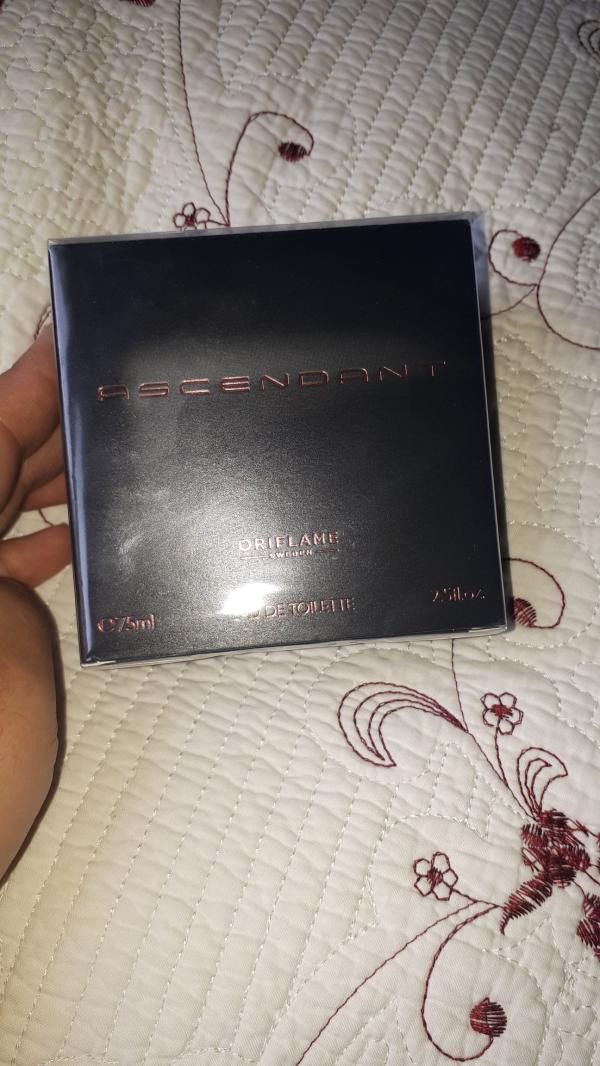 ASCENDANT
ORIFLAME
SWEDEN
DE TOILETTE
℮75ml
2.5fl.oz.